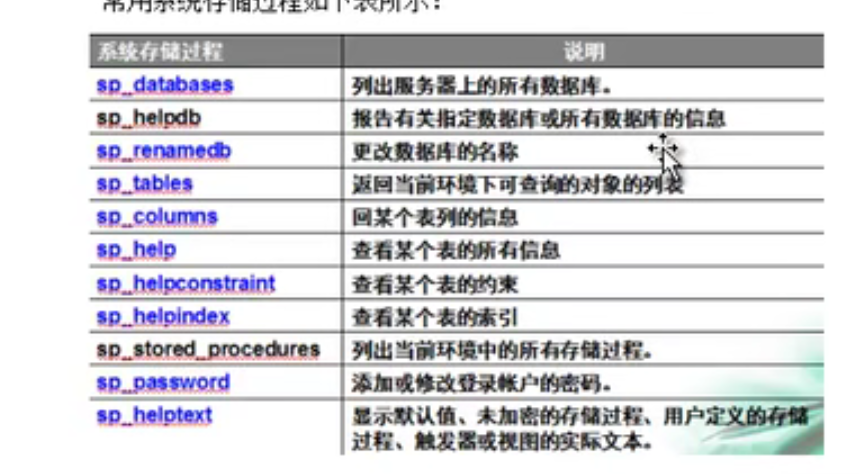 常用系统存储过程如下表所示：
系统存储过程 说明
sp_databases 列出服务器上的所有数据库。
sp_helpdb 报告有关指定数据库或所有数据库的信息
sp_renamedb 更改数据库的名称
sp_tables 返回当前环境下可查询的对象的列表
sp_columns 回某个表列的信息
sp_help 查看某个表的所有信息
sp_helpconstraint 查看某个表的约束
sp_helpindex 查看某个表的索引
sp_stored_procedures 列出当前环境中的所有存储过程。
sp_password 添加或修改登录帐户的密码。
sp_helptext 显示默认值、未加密的存储过程、用户定义的存储
过程、触发器或视图的实际文本。